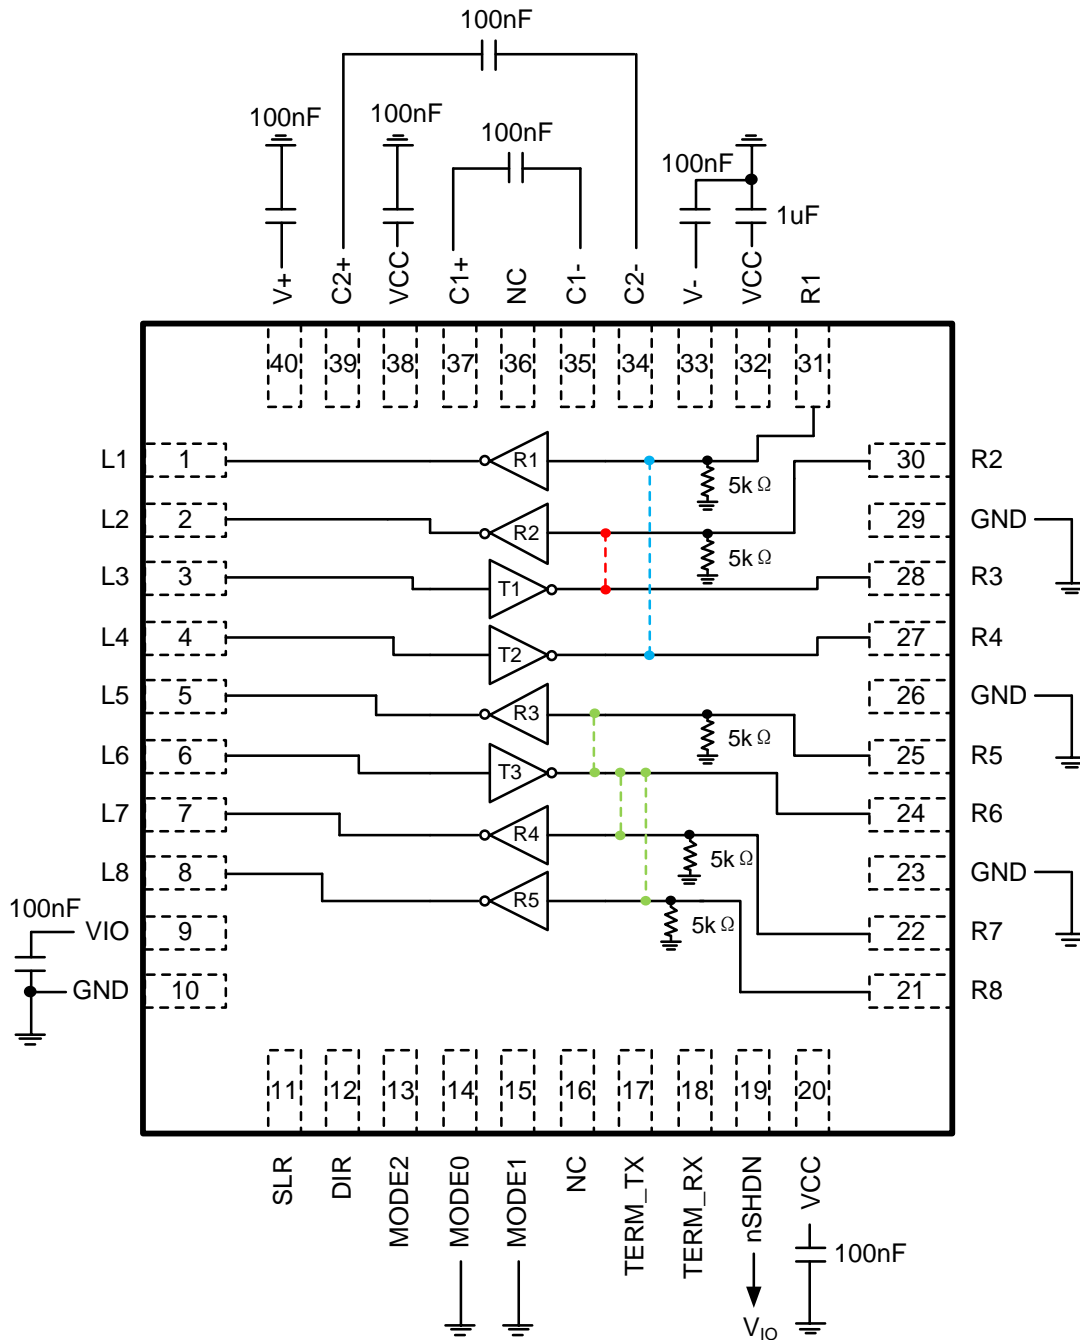 100nF
100nF
100nF
100nF
100nF
1uF
V+
C2+
VCC
C1+
NC
C1-
C2-
V-
VCC
R1
40
39
38
37
36
35
34
33
32
31
L1
1
R1
5k Ω
30
R2
L2
2
R2
5k Ω
29
GND
L3
3
T1
28
R3
L4
4
T2
27
R4
L5
5
R3
5k Ω
26
GND
L6
6
T3
25
R5
L7
7
R4
5k Ω
24
R6
L8
8
R5
5k Ω
23
GND
100nF
VIO
9
22
R7
GND
10
21
R8
11
12
13
14
15
16
17
18
19
20
SLR
DIR
MODE2
MODE0
MODE1
NC
TERM_TX
TERM_RX
nSHDN
VCC
100nF
VIO